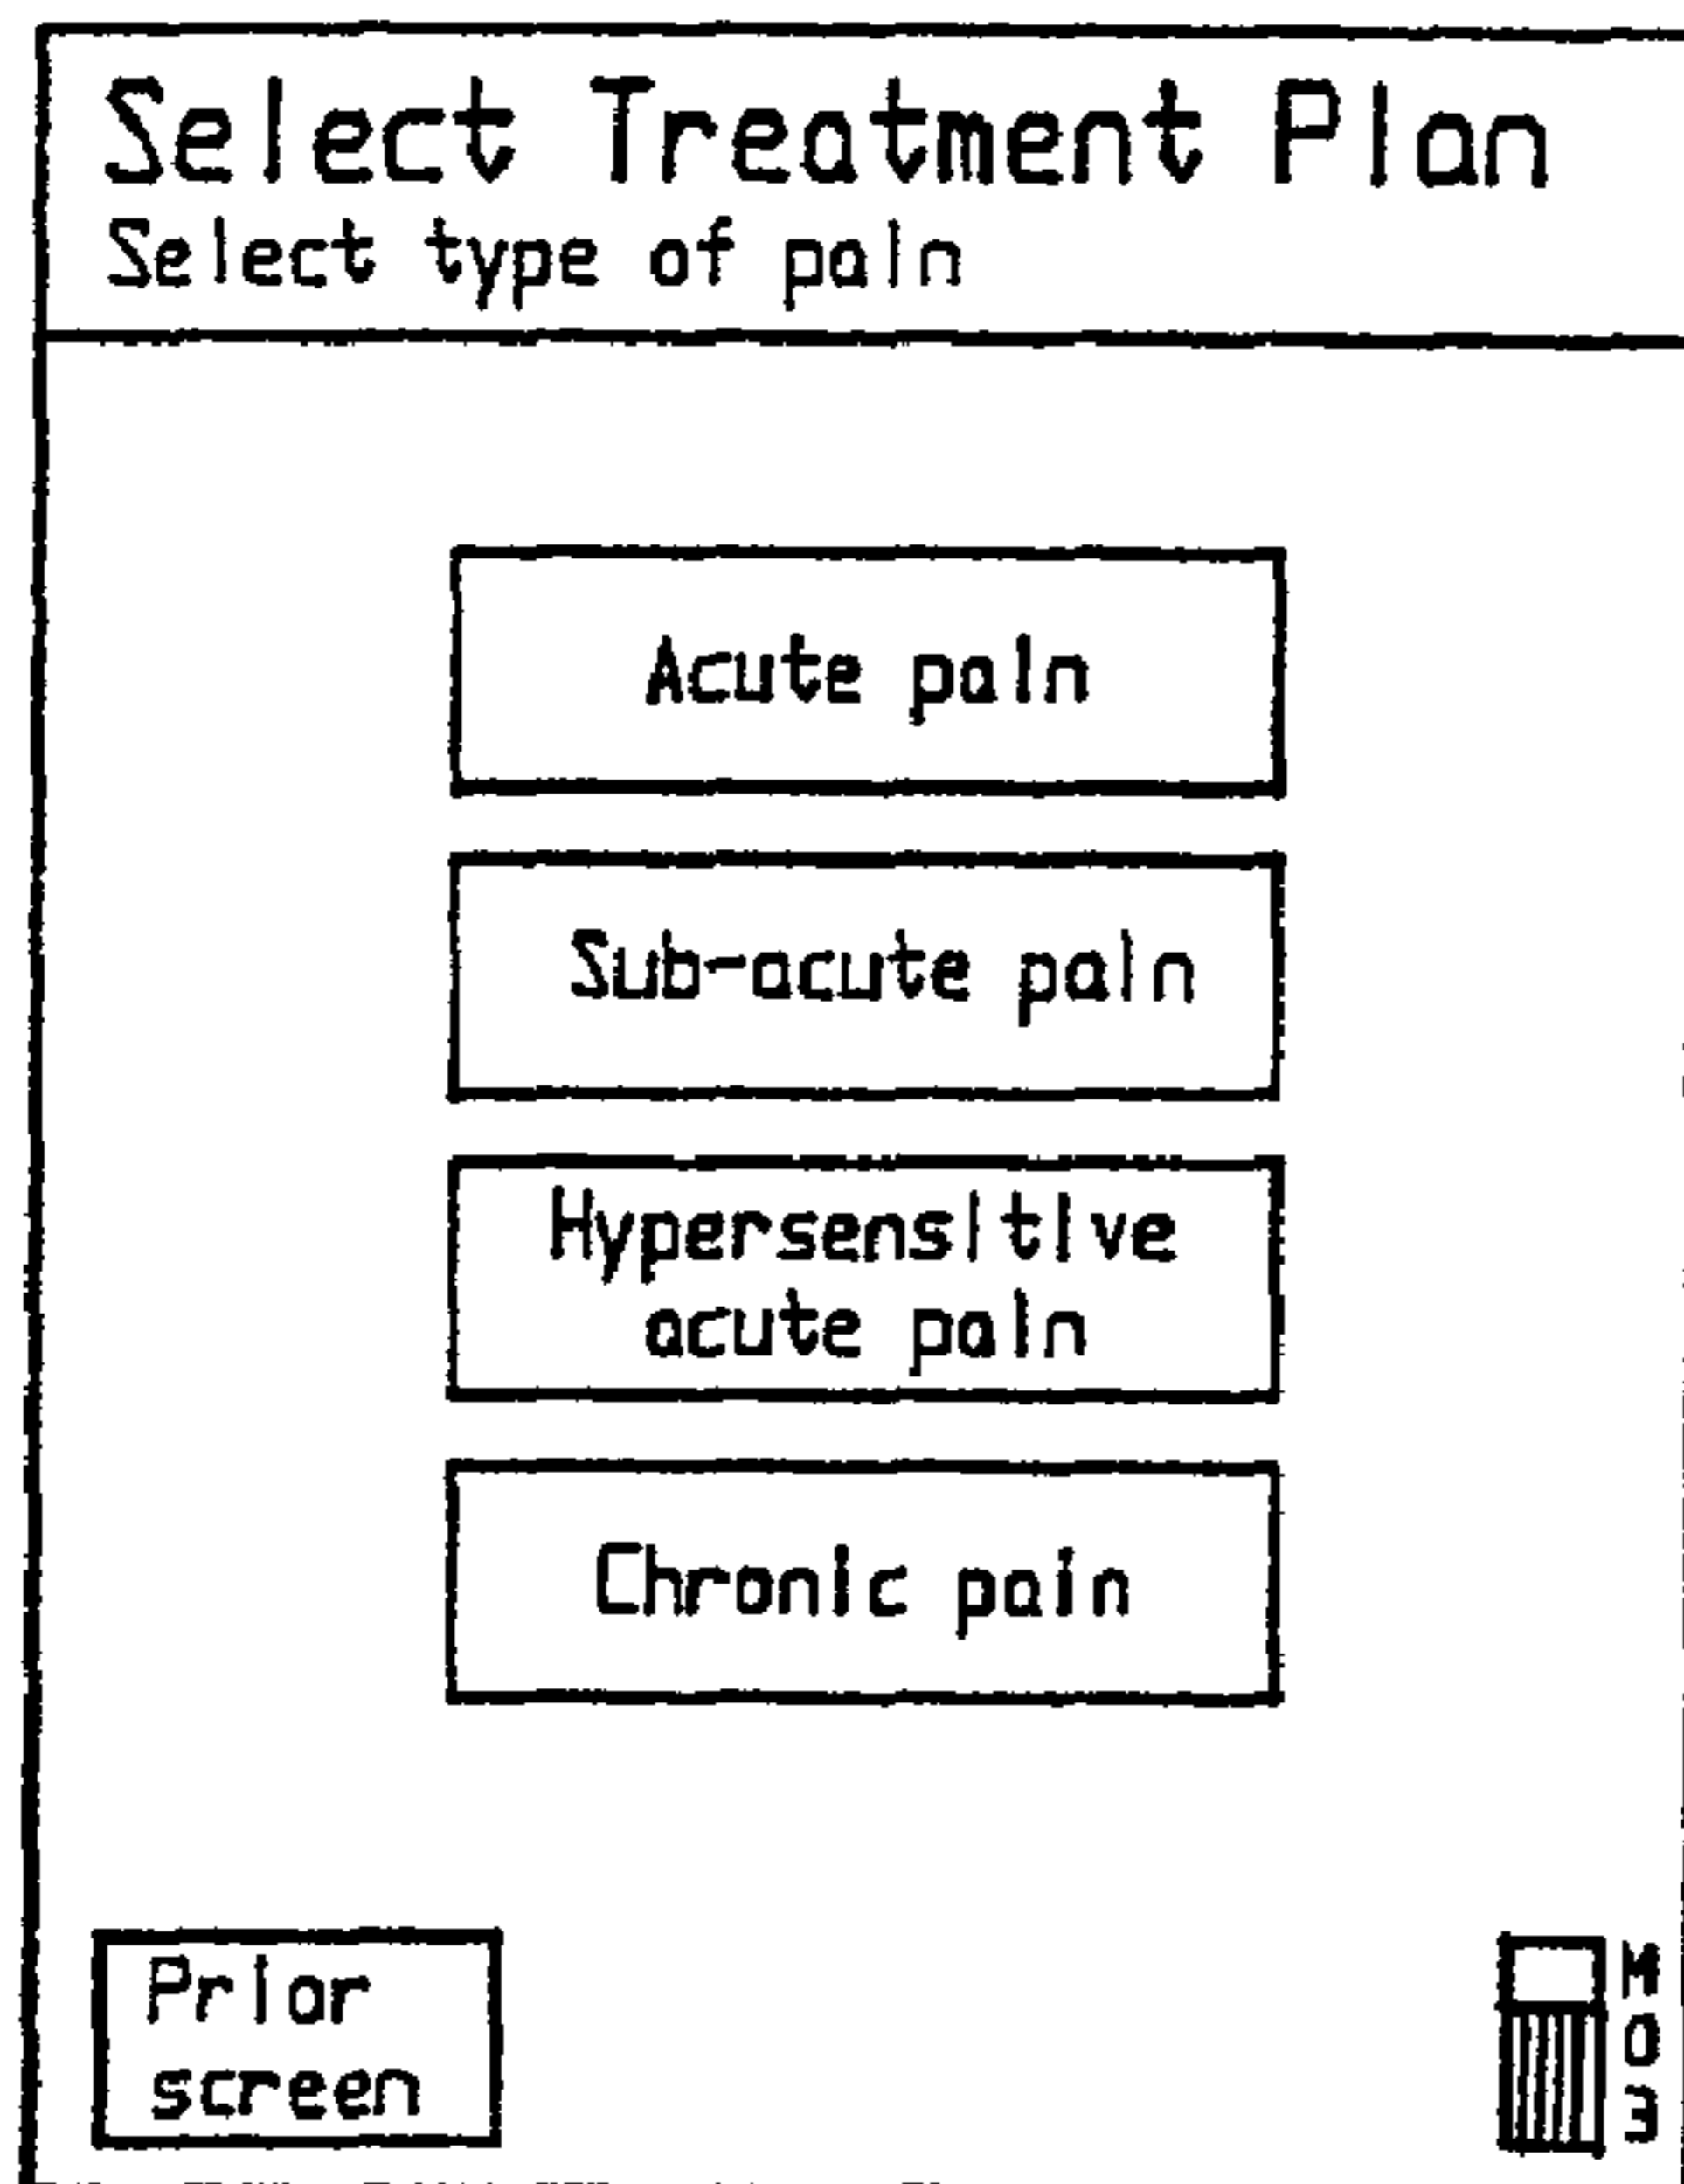 Select Treatment Plan
Select type of pain
Acute pain
Sub-acute pain
Hypersensitive
acute pain
Chronic pain
Prior
screen
M
0
3